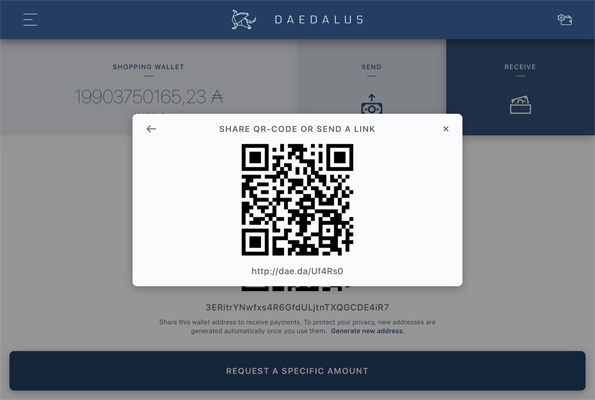 DAEDALUS
SHOPPING WALLET
SEND
RECEIVE
19903750165,23 ₳
SHARE QR-CODE OR SEND A LINK
http://dae.da/Uf4Rs0
3ERitrYNwfxs4R6GfdULjtnTXQGCDE4iR7
Share this wallet address to receive payments. To protect your privacy, new addresses are
generated automatically once you use them. Generate new address.
REQUEST A SPECIFIC AMOUNT